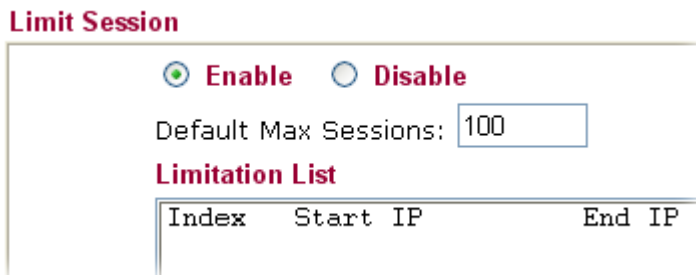 Limit Session
Enable Disable
Default Max Sessions: 100
Limitation List
Index Start IP End IP